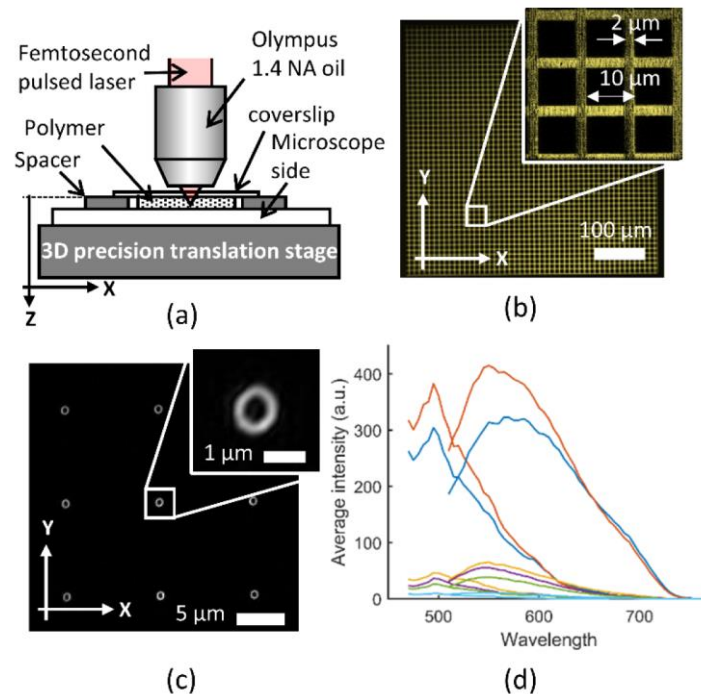 Femtosecond
pulsed laser
Olympus
1.4 NA oil
Polymer
coverslip
Spacer
Microscope
side
3D precision translation stage
X
Z
(a)
2 μm
10 μm
Y
X
100 μm
(b)
1 μm
Y
X
5 μm
(c)
Average intensity (a.u.)
400
300
200
100
0
500
600
700
Wavelength
(d)